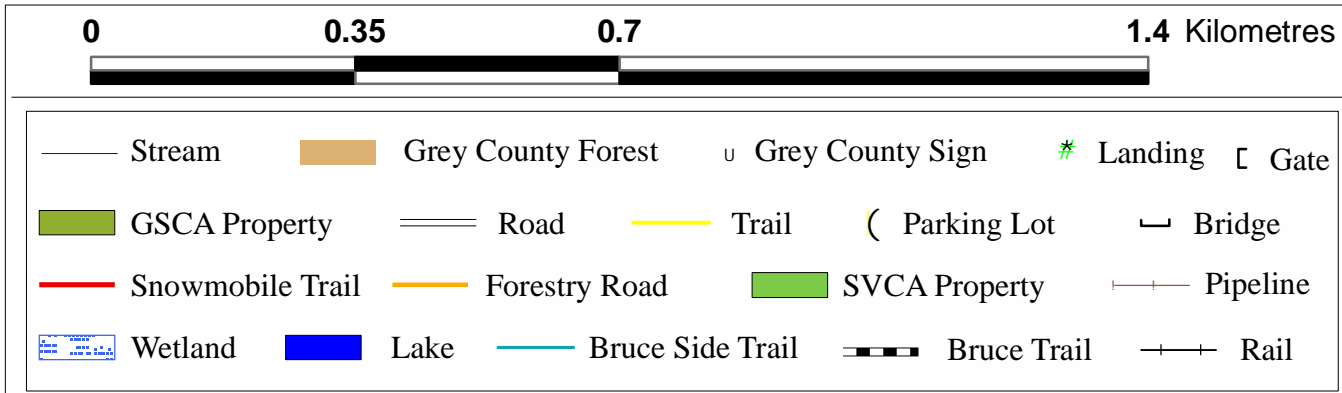 0 0.35 0.7 1.4 Kilometres
Stream Grey County Forest Grey County Sign Landing Gate
GSCA Property Road Trail Parking Lot Bridge
Snowmobile Trail Forestry Road SVCA Property Pipeline
Wetland Lake Bruce Side Trail Bruce Trail Rail